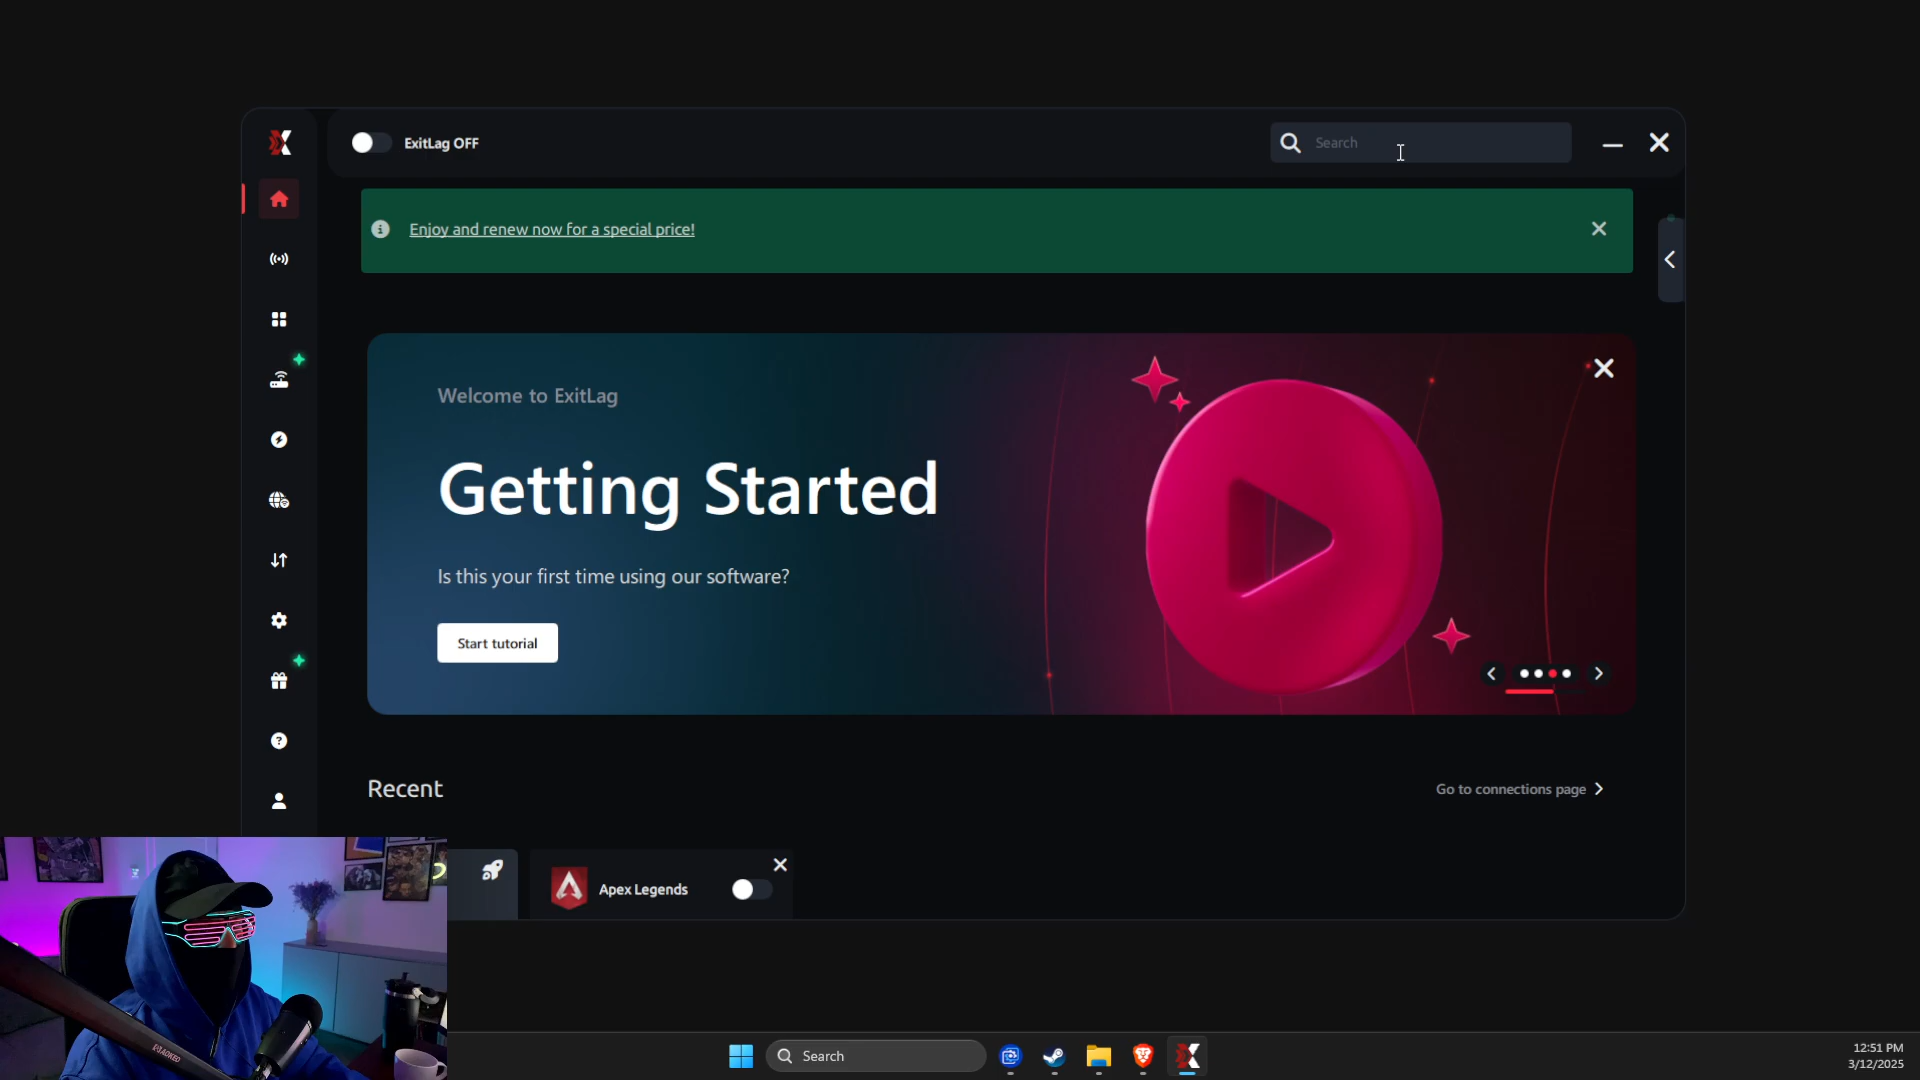 ExitLag OFF
Search
Enjoy and renew now for a special price!
Welcome to ExitLag
Getting Started
Is this your first time using our software?
Start tutorial
Recent
Go to connections page
Apex Legends
Search
12:51 PM
3/12/2025